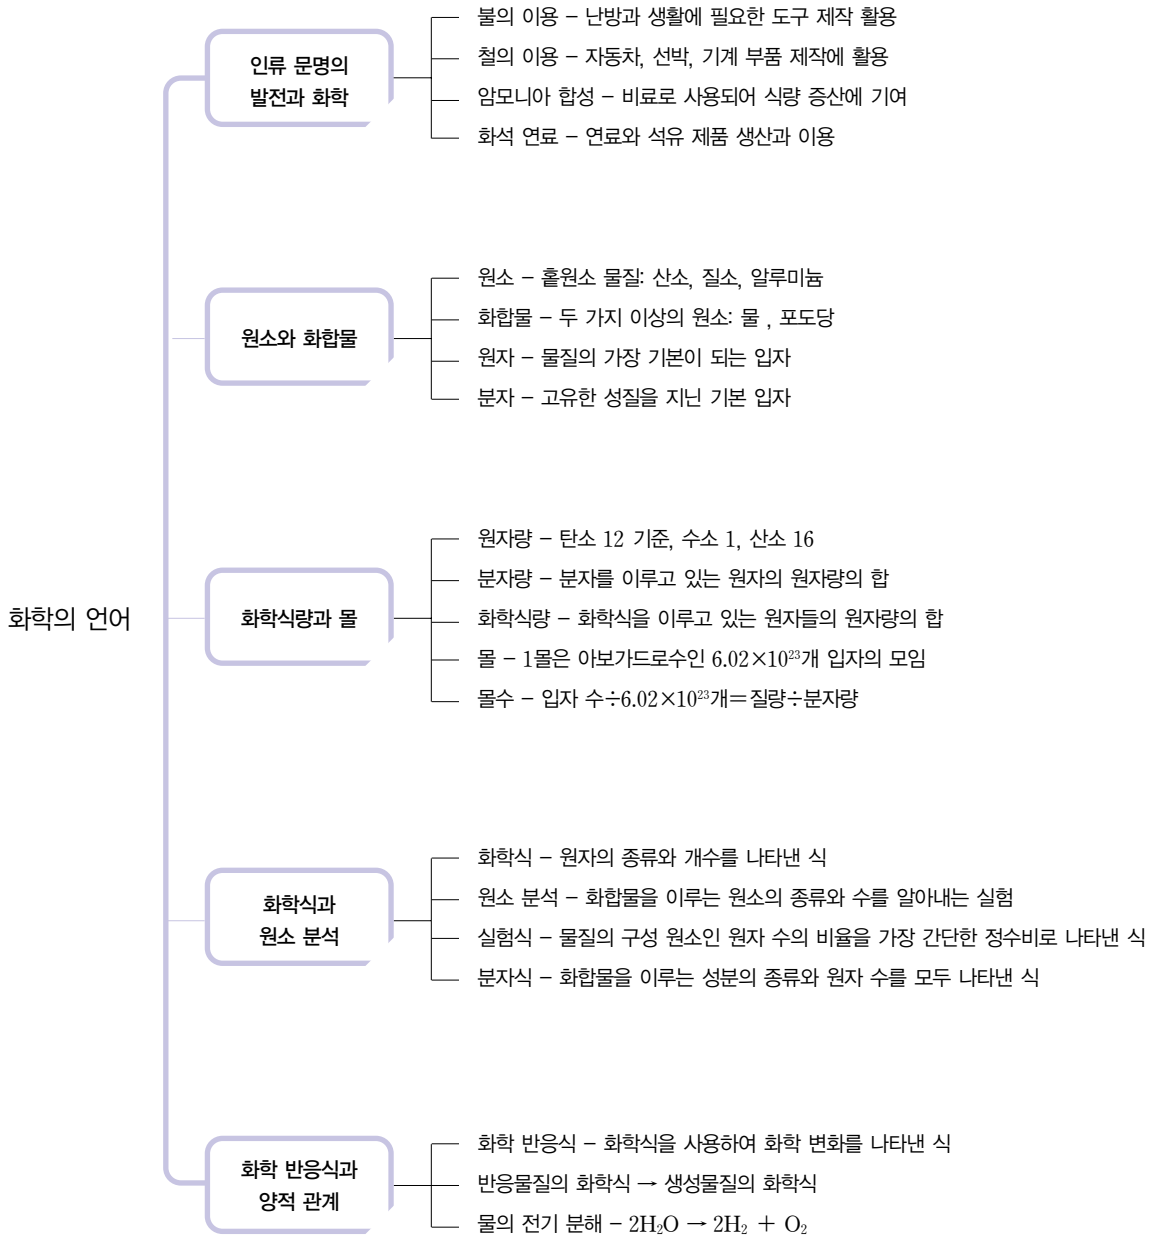 화학의 언어
인류 문명의
발전과 화학
불의 이용 – 난방과 생활에 필요한 도구 제작 활용
철의 이용 – 자동차, 선박, 기계 부품 제작에 활용
암모니아 합성 – 비료로 사용되어 식량 증산에 기여
화석 연료 – 연료와 석유 제품 생산과 이용
원소와 화합물
원소 – 홑원소 물질: 산소, 질소, 알루미늄
화합물 – 두 가지 이상의 원소: 물 , 포도당
원자 – 물질의 가장 기본이 되는 입자
분자 – 고유한 성질을 지닌 기본 입자
화학식량과 몰
원자량 – 탄소 12 기준, 수소 1, 산소 16
분자량 – 분자를 이루고 있는 원자의 원자량의 합
화학식량 – 화학식을 이루고 있는 원자들의 원자량의 합
몰 – 1몰은 아보가드로수인 6.02×10²³개 입자의 모임
몰수 – 입자 수÷6.02×10²³개=질량÷분자량
화학식과
원소 분석
화학식 – 원자의 종류와 개수를 나타낸 식
원소 분석 – 화합물을 이루는 원소의 종류와 수를 알아내는 실험
실험식 – 물질의 구성 원소인 원자 수의 비율을 가장 간단한 정수비로 나타낸 식
분자식 – 화합물을 이루는 성분의 종류와 원자 수를 모두 나타낸 식
화학 반응식과
양적 관계
화학 반응식 – 화학식을 사용하여 화학 변화를 나타낸 식
반응물질의 화학식 → 생성물질의 화학식
물의 전기 분해 – 2H₂O → 2H₂ + O₂